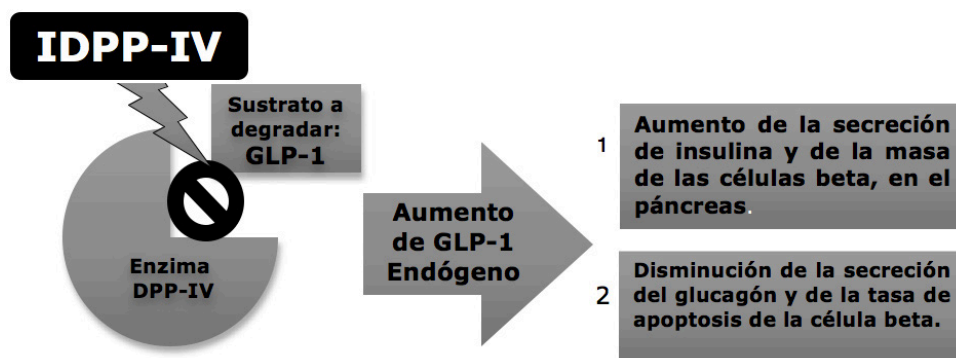 IDPP-IV
Sustrato a
degradar:
GLP-1
Enzima
DPP-IV
Aumento
de GLP-1
Endógeno
1
Aumento de la secreción
de insulina y de la masa
de las células beta, en el
páncreas.
2
Disminución de la secreción
del glucagón y de la tasa de
apoptosis de la célula beta.